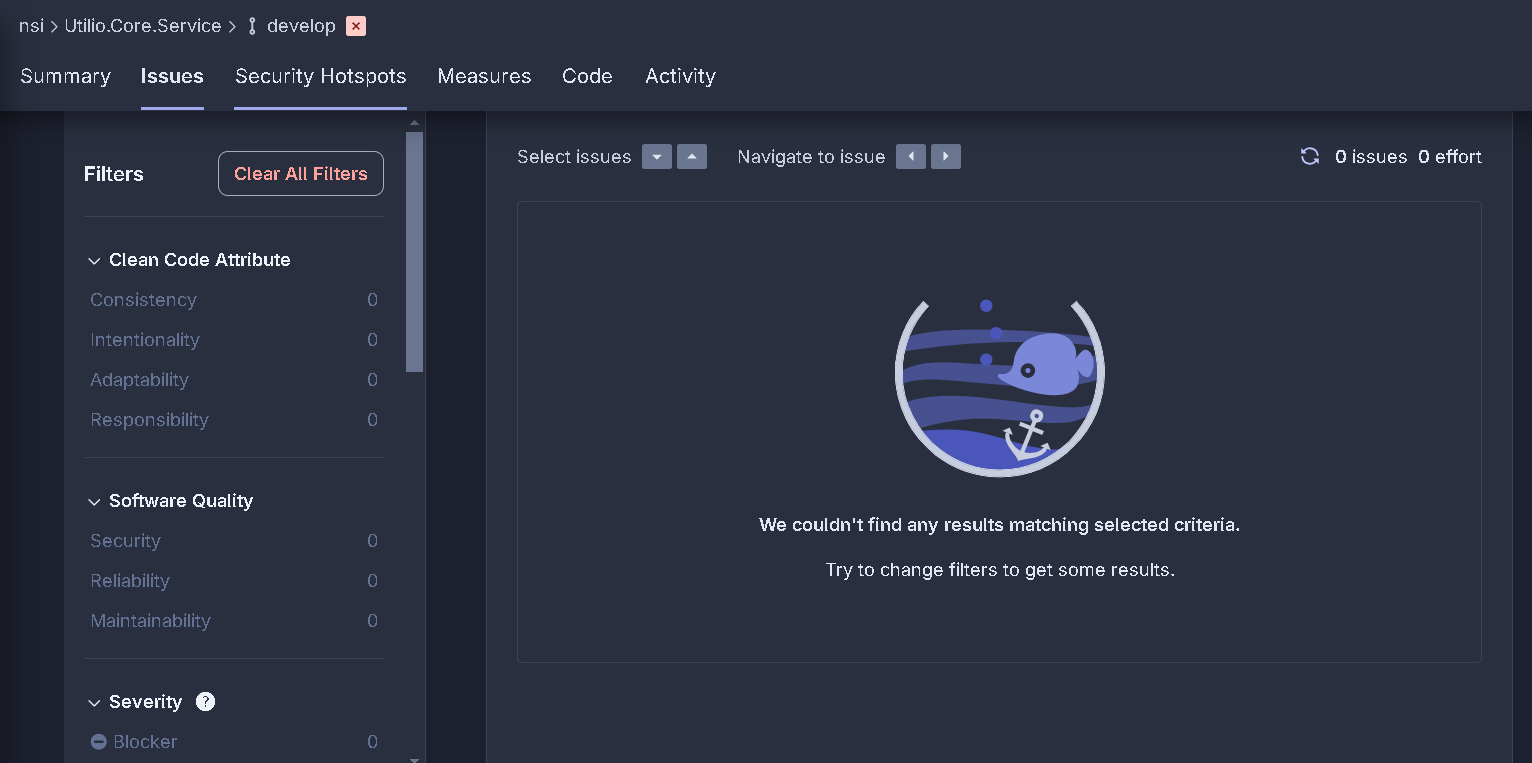 nsi > Utilio.Core.Service > develop
Summary Issues Security Hotspots Measures Code Activity
Filters Clear All Filters
Clean Code Attribute
Consistency 0
Intentionality 0
Adaptability 0
Responsibility 0
Software Quality
Security 0
Reliability 0
Maintainability 0
Severity ?
Blocker 0
Select issues Navigate to issue 0 issues 0 effort
We couldn't find any results matching selected criteria.
Try to change filters to get some results.